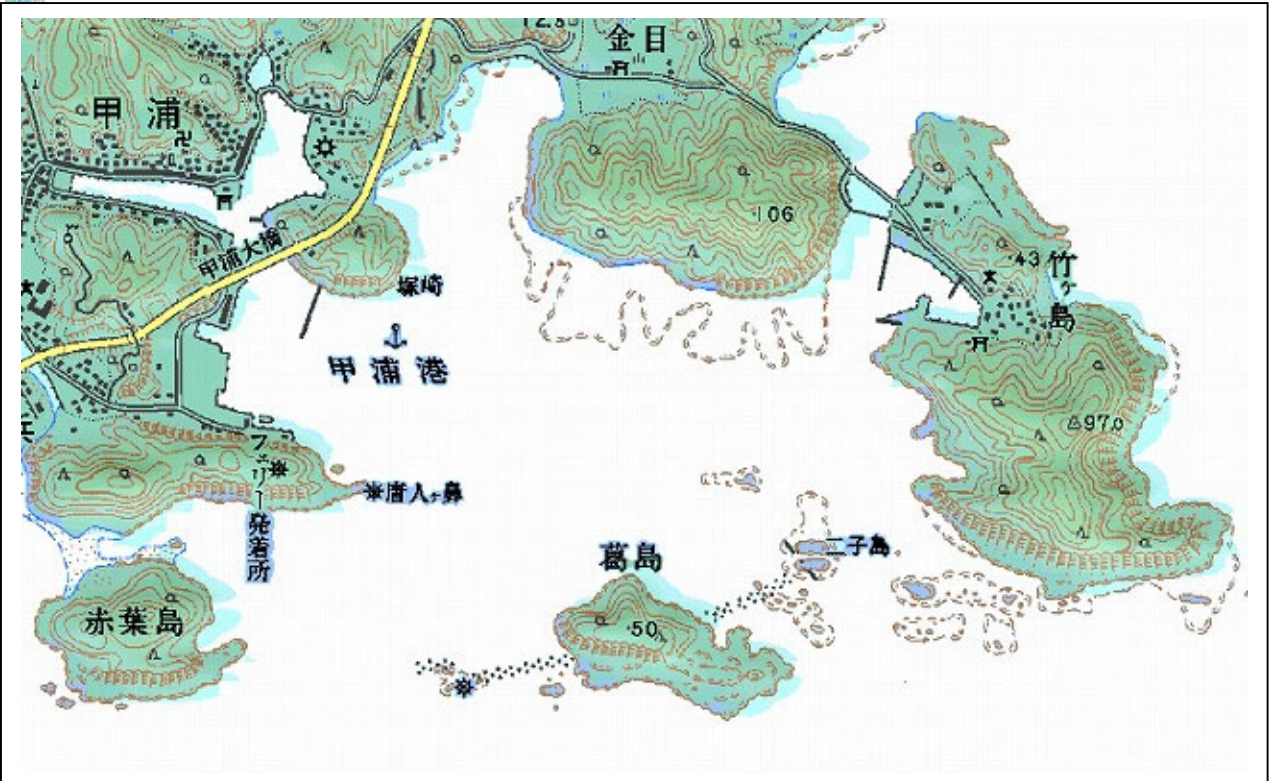 12.8
金目
甲浦
106
甲浦大橋
塚崎
・43
竹ヶ島
甲浦港
97.0
フェリー発着所
唐人ヶ鼻
葛島
二子島
赤葉島
・50